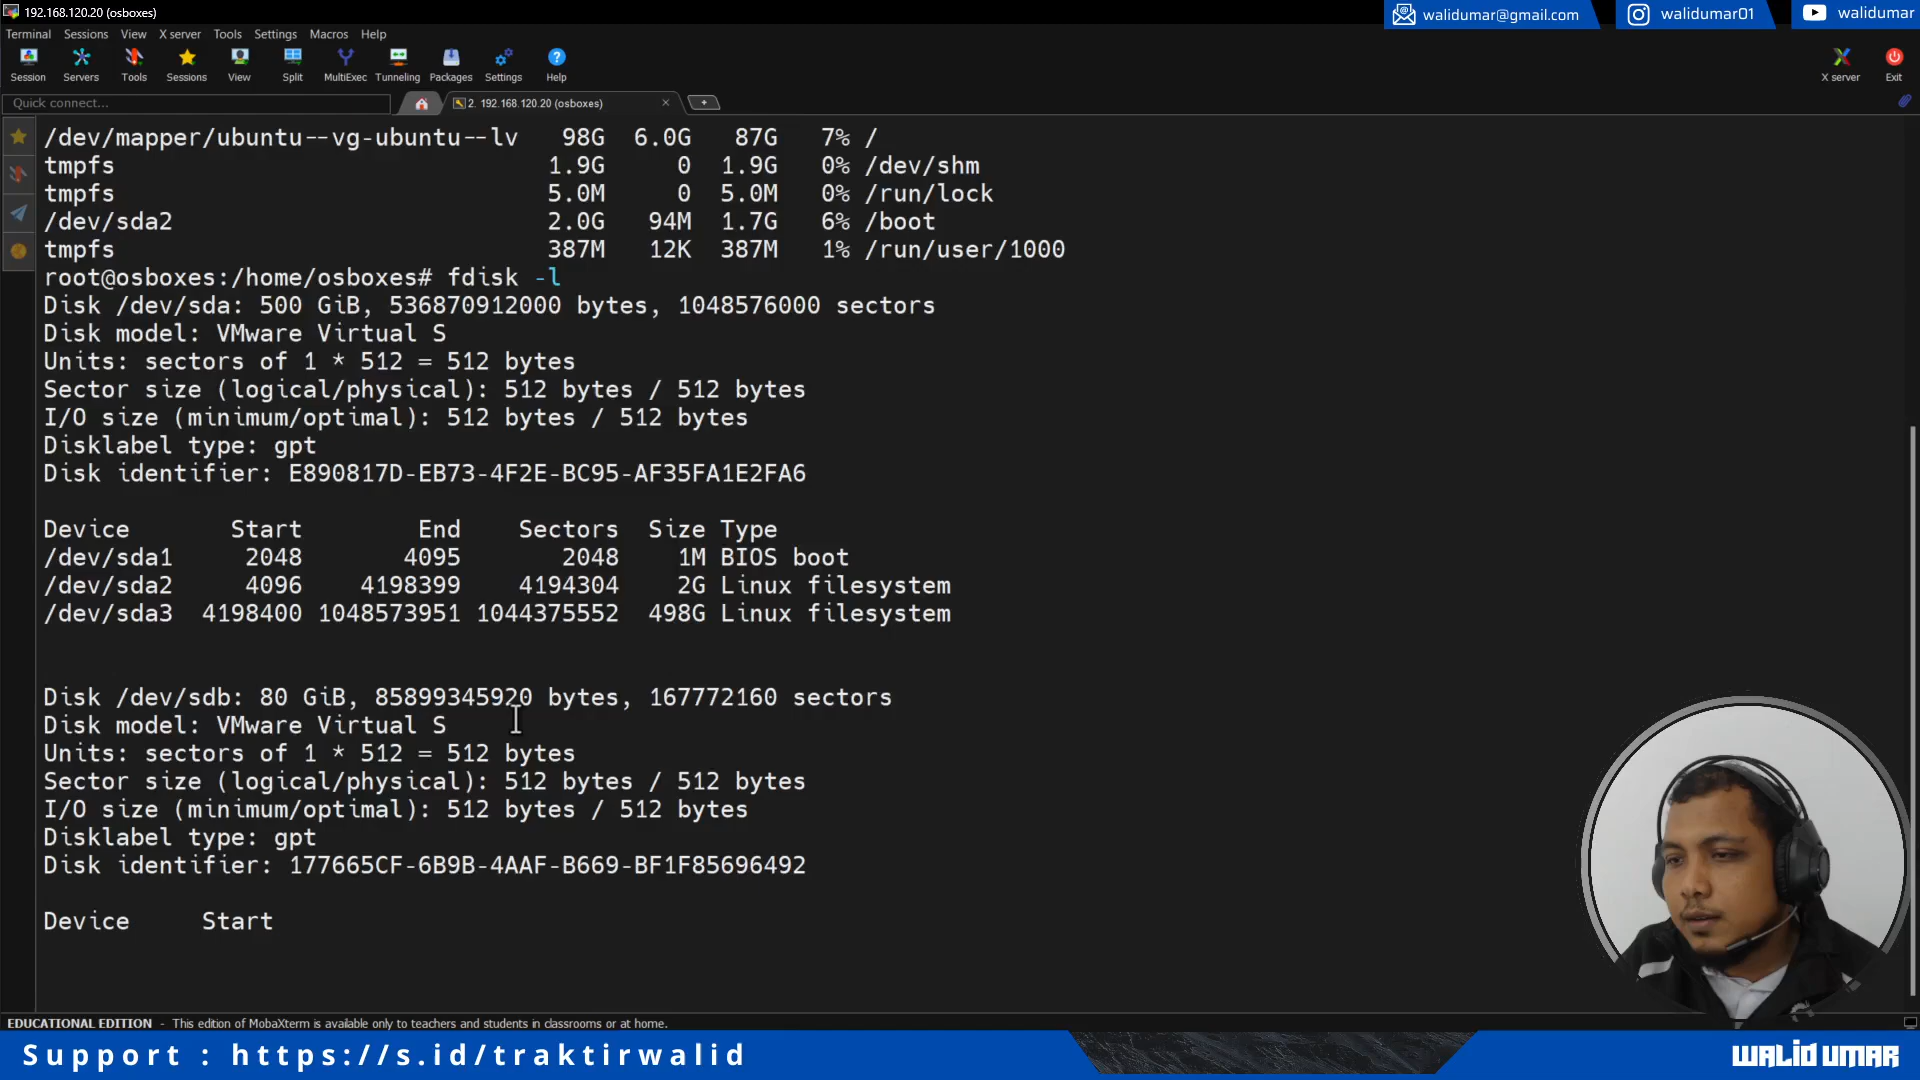 192.168.120.20 (osboxes)
walidumar@gmail.com
walidumar01
walidumar
Terminal Sessions View X server Tools Settings Macros Help
Session Servers Tools Sessions View Split MultiExec Tunneling Packages Settings Help
X server Exit
Quick connect...
2. 192.168.120.20 (osboxes)
/dev/mapper/ubuntu--vg-ubuntu--lv 98G 6.0G 87G 7% /
tmpfs 1.9G 0 1.9G 0% /dev/shm
tmpfs 5.0M 0 5.0M 0% /run/lock
/dev/sda2 2.0G 94M 1.7G 6% /boot
tmpfs 387M 12K 387M 1% /run/user/1000
root@osboxes:/home/osboxes# fdisk -l
Disk /dev/sda: 500 GiB, 536870912000 bytes, 1048576000 sectors
Disk model: VMware Virtual S
Units: sectors of 1 * 512 = 512 bytes
Sector size (logical/physical): 512 bytes / 512 bytes
I/O size (minimum/optimal): 512 bytes / 512 bytes
Disklabel type: gpt
Disk identifier: E890817D-EB73-4F2E-BC95-AF35FA1E2FA6
Device Start End Sectors Size Type
/dev/sda1 2048 4095 2048 1M BIOS boot
/dev/sda2 4096 4198399 4194304 2G Linux filesystem
/dev/sda3 4198400 1048573951 1044375552 498G Linux filesystem
Disk /dev/sdb: 80 GiB, 85899345920 bytes, 167772160 sectors
Disk model: VMware Virtual S
Units: sectors of 1 * 512 = 512 bytes
Sector size (logical/physical): 512 bytes / 512 bytes
I/O size (minimum/optimal): 512 bytes / 512 bytes
Disklabel type: gpt
Disk identifier: 177665CF-6B9B-4AAF-B669-BF1F85696492
Device Start
EDUCATIONAL EDITION - This edition of MobaXterm is available only to teachers and students in classrooms or at home.
Support : https://s.id/traktirwalid
WALID UMAR